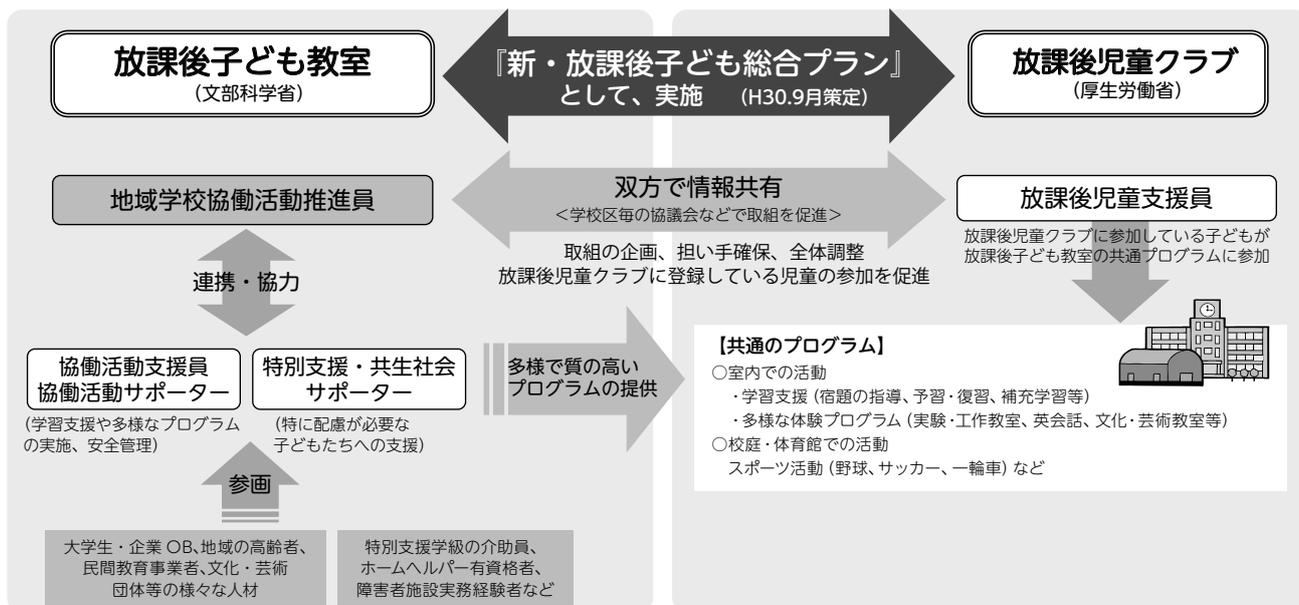 放課後子ども教室
(文部科学省)
『新・放課後子ども総合プラン』
として、実施 (H30.9月策定)
放課後児童クラブ
(厚生労働省)
地域学校協働活動推進員
双方で情報共有
＜学校区毎の協議会などで取組を促進＞
放課後児童支援員
取組の企画、担い手確保、全体調整
放課後児童クラブに登録している児童の参加を促進
放課後児童クラブに参加している子どもが
放課後子ども教室の共通プログラムに参加
連携・協力
協働活動支援員
協働活動サポーター
(学習支援や多様なプログラム
の実施、安全管理)
特別支援・共生社会
サポーター
(特に配慮が必要な
子どもたちへの支援)
多様で質の高い
プログラムの提供
【共通のプログラム】
○室内での活動
・学習支援 (宿題の指導、予習・復習、補充学習等)
・多様な体験プログラム (実験・工作教室、英会話、文化・芸術教室等)
○校庭・体育館での活動
スポーツ活動 (野球、サッカー、一輪車) など
参画
大学生・企業 OB、地域の高齢者、
民間教育事業者、文化・芸術
団体等の様々な人材
特別支援学級の介助員、
ホームヘルパー有資格者、
障害者施設実務経験者など